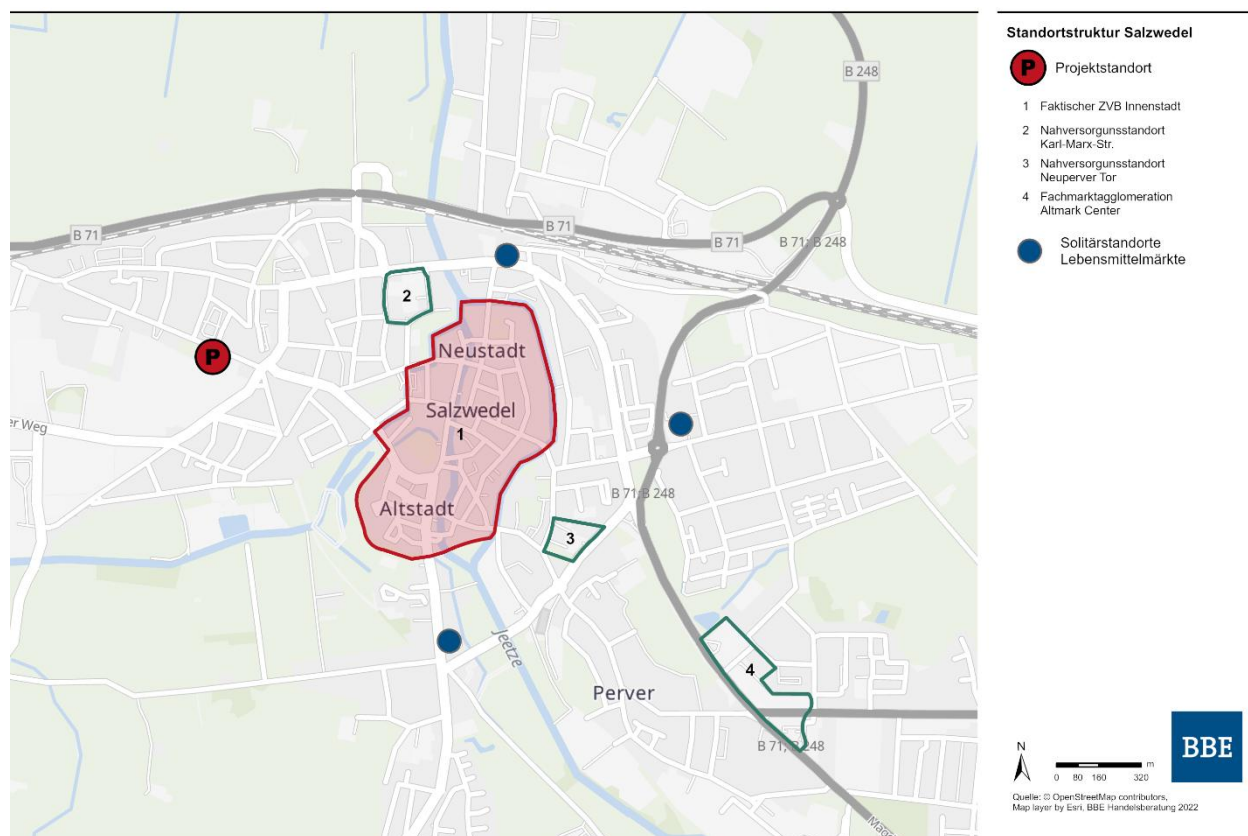 B 248
B 71
B 71
B 71
B 71; B 248
2
P
Neustadt
Salzwedel
1
er Weg
B 71; B 248
Altstadt
3
Jeetze
4
Perver
B 71; B 248
Standortstruktur Salzwedel
P Projektstandort
1 Faktischer ZVB Innenstadt
2 Nahversorgunsstandort
Karl-Marx-Str.
3 Nahversorgunsstandort
Neuperver Tor
4 Fachmarktagglomeration
Altmark Center
Solitärstandorte
Lebensmittelmärkte
N
m
0 80 160 320
BBE
Quelle: © OpenStreetMap contributors,
Map layer by Esri, BBE Handelsberatung 2022